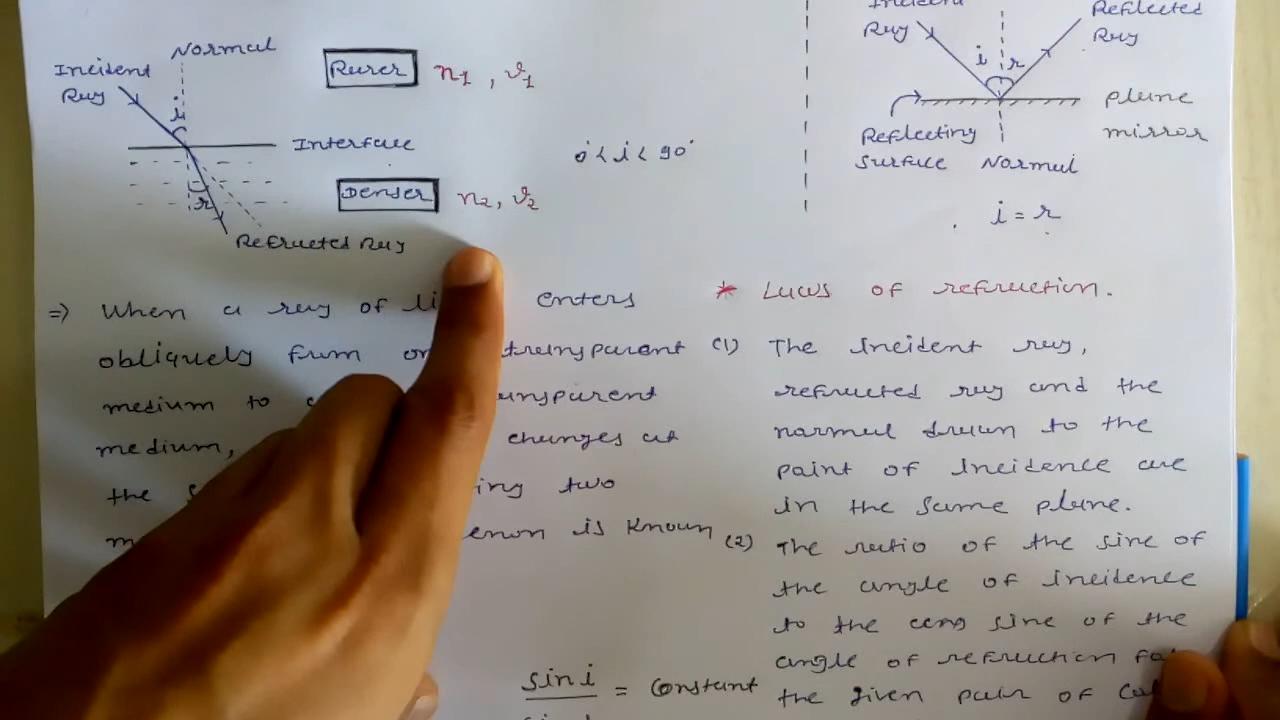 Normal
Incident
Ray
i
Interface
r
Refracted Ray
Rarer n1 , v1
Denser n2, v2
0° < i < 90°
Ray
Reflected
Ray
i r
Reflecting
Surface
Normal
plane
mirror
i = r
=> When a ray of li enters
obliquely from transparent
medium to
medium, changes at
the ing two
enon is known
sin i = constant
* Laws of refraction.
(1) The Incident ray,
refracted ray and the
normal drawn to the
point of Incidence are
in the same plane.
(2) The ratio of the sine of
the angle of incidence
to the sine of the
angle of refraction
the given pair of